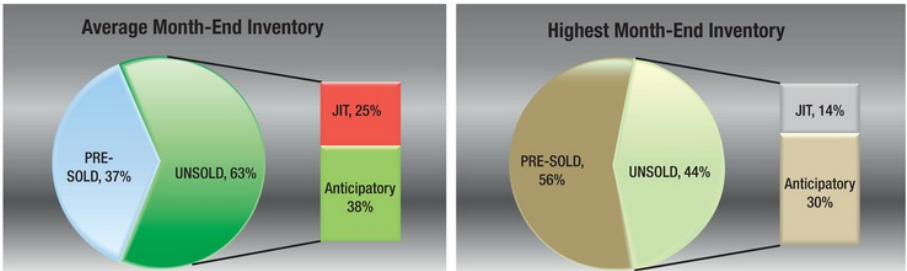 Average Month-End Inventory
PRE-
SOLD, 37%
UNSOLD, 63%
JIT, 25%
Anticipatory
38%
Highest Month-End Inventory
PRE-SOLD,
56%
UNSOLD, 44%
JIT, 14%
Anticipatory
30%